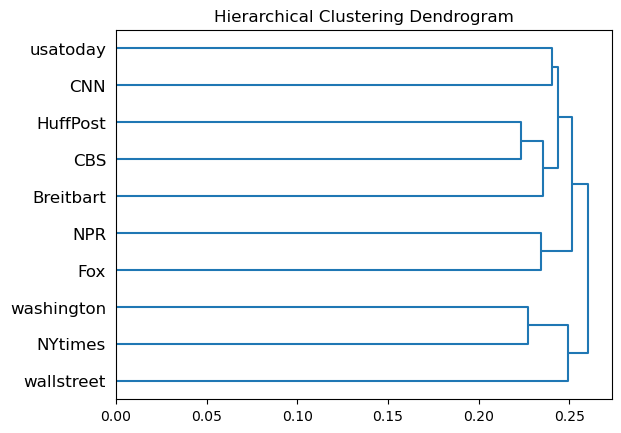 Hierarchical Clustering Dendrogram
usatoday
CNN
HuffPost
CBS
Breitbart
NPR
Fox
washington
NYtimes
wallstreet
0.00 0.05 0.10 0.15 0.20 0.25